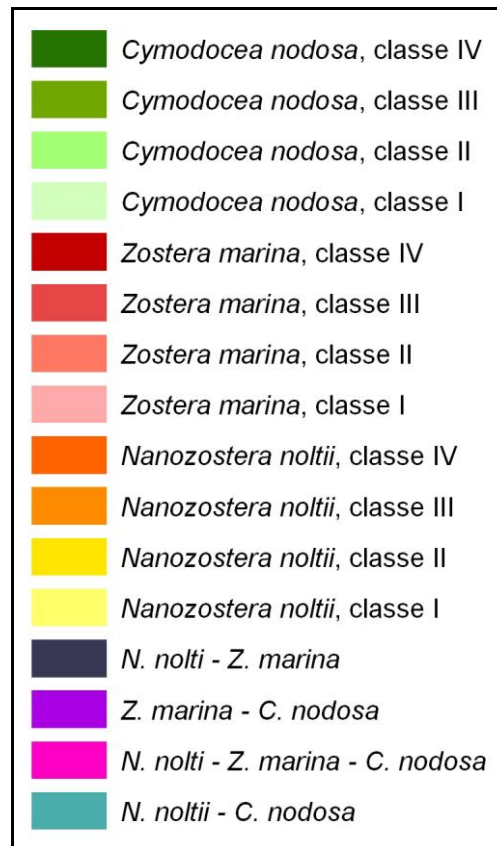 Cymodocea nodosa, classe IV
Cymodocea nodosa, classe III
Cymodocea nodosa, classe II
Cymodocea nodosa, classe I
Zostera marina, classe IV
Zostera marina, classe III
Zostera marina, classe II
Zostera marina, classe I
Nanozostera noltii, classe IV
Nanozostera noltii, classe III
Nanozostera noltii, classe II
Nanozostera noltii, classe I
N. nolti - Z. marina
Z. marina - C. nodosa
N. nolti - Z. marina - C. nodosa
N. noltii - C. nodosa